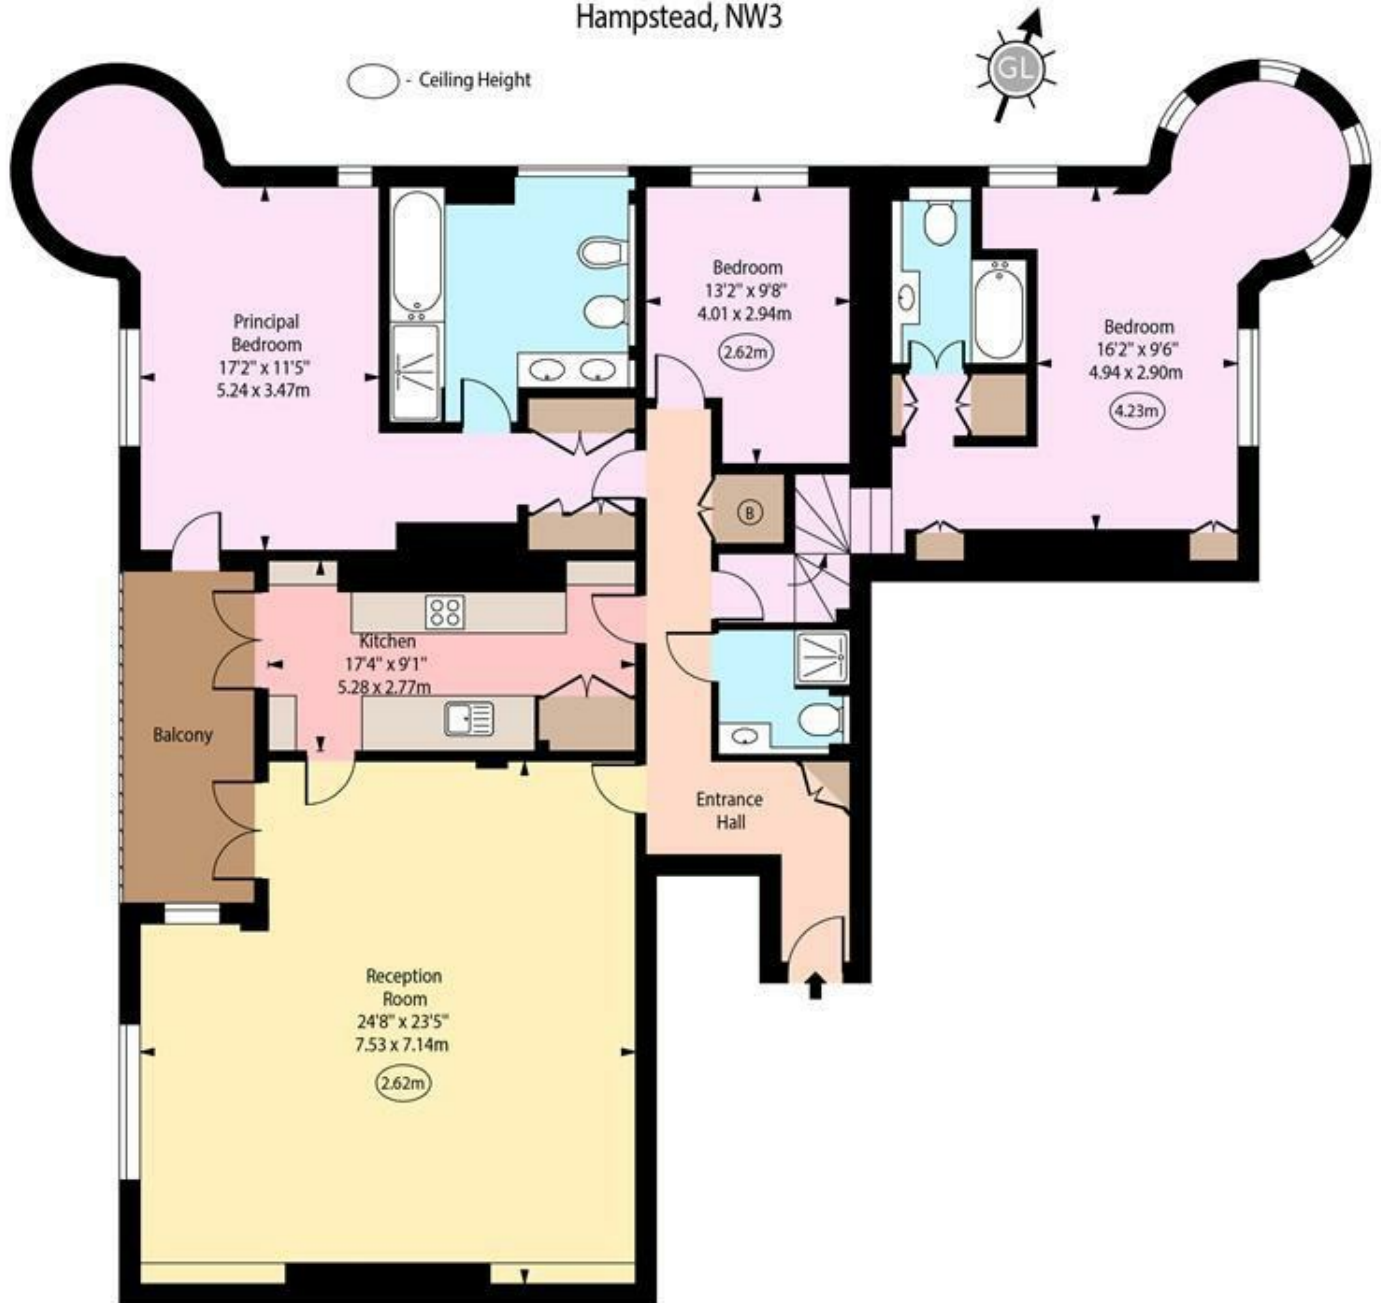 Hampstead, NW3
- Ceiling Height
GL
Principal
Bedroom
17'2" x 11'5"
5.24 x 3.47m
Bedroom
13'2" x 9'8"
4.01 x 2.94m
2.62m
Bedroom
16'2" x 9'6"
4.94 x 2.90m
4.23m
B
Kitchen
17'4" x 9'1"
5.28 x 2.77m
Balcony
Entrance
Hall
Reception
Room
24'8" x 23'5"
7.53 x 7.14m
2.62m